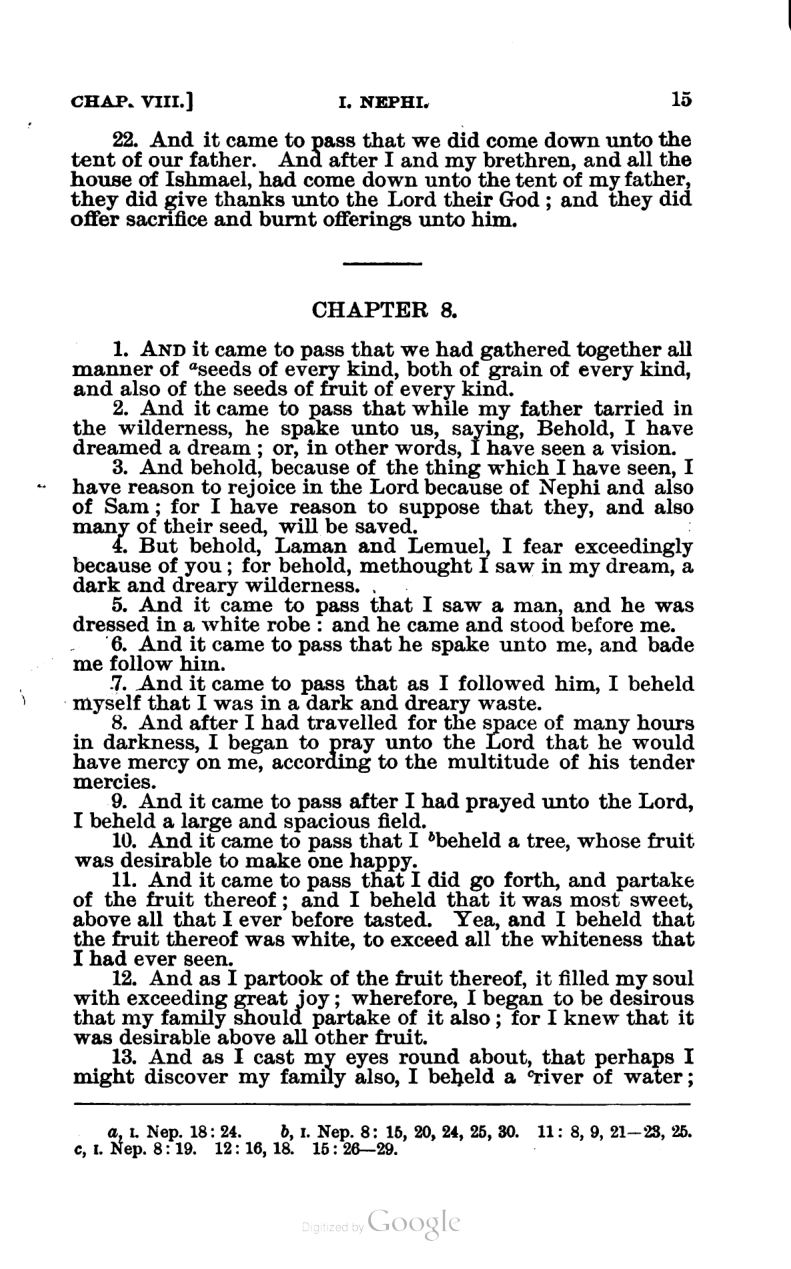 CHAP. VIII.] I. NEPHI. 15
22. And it came to pass that we did come down unto the
tent of our father. And after I and my brethren, and all the
house of Ishmael, had come down unto the tent of my father,
they did give thanks unto the Lord their God; and they did
offer sacrifice and burnt offerings unto him.
CHAPTER 8.
1. AND it came to pass that we had gathered together all
manner of ᵃseeds of every kind, both of grain of every kind,
and also of the seeds of fruit of every kind.
2. And it came to pass that while my father tarried in
the wilderness, he spake unto us, saying, Behold, I have
dreamed a dream; or, in other words, I have seen a vision.
3. And behold, because of the thing which I have seen, I
have reason to rejoice in the Lord because of Nephi and also
of Sam; for I have reason to suppose that they, and also
many of their seed, will be saved.
4. But behold, Laman and Lemuel, I fear exceedingly
because of you; for behold, methought I saw in my dream, a
dark and dreary wilderness.
5. And it came to pass that I saw a man, and he was
dressed in a white robe: and he came and stood before me.
6. And it came to pass that he spake unto me, and bade
me follow him.
7. And it came to pass that as I followed him, I beheld
myself that I was in a dark and dreary waste.
8. And after I had travelled for the space of many hours
in darkness, I began to pray unto the Lord that he would
have mercy on me, according to the multitude of his tender
mercies.
9. And it came to pass after I had prayed unto the Lord,
I beheld a large and spacious field.
10. And it came to pass that I ᵇbeheld a tree, whose fruit
was desirable to make one happy.
11. And it came to pass that I did go forth, and partake
of the fruit thereof; and I beheld that it was most sweet,
above all that I ever before tasted. Yea, and I beheld that
the fruit thereof was white, to exceed all the whiteness that
I had ever seen.
12. And as I partook of the fruit thereof, it filled my soul
with exceeding great joy; wherefore, I began to be desirous
that my family should partake of it also; for I knew that it
was desirable above all other fruit.
13. And as I cast my eyes round about, that perhaps I
might discover my family also, I beheld a ᶜriver of water;
a, I. Nep. 18:24. b, I. Nep. 8: 15, 20, 24, 25, 30. 11: 8, 9, 21—23, 25.
c, I. Nep. 8:19. 12:16, 18. 15:26—29.
Digitized by Google